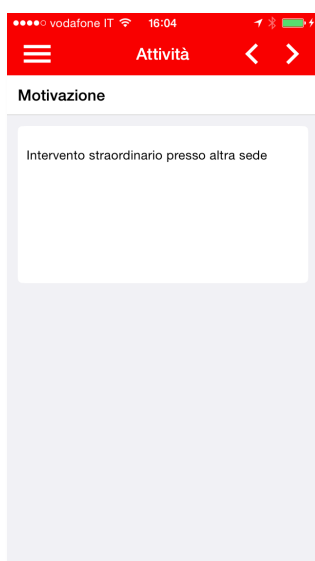 vodafone IT 16:04
Attività
Motivazione
Intervento straordinario presso altra sede